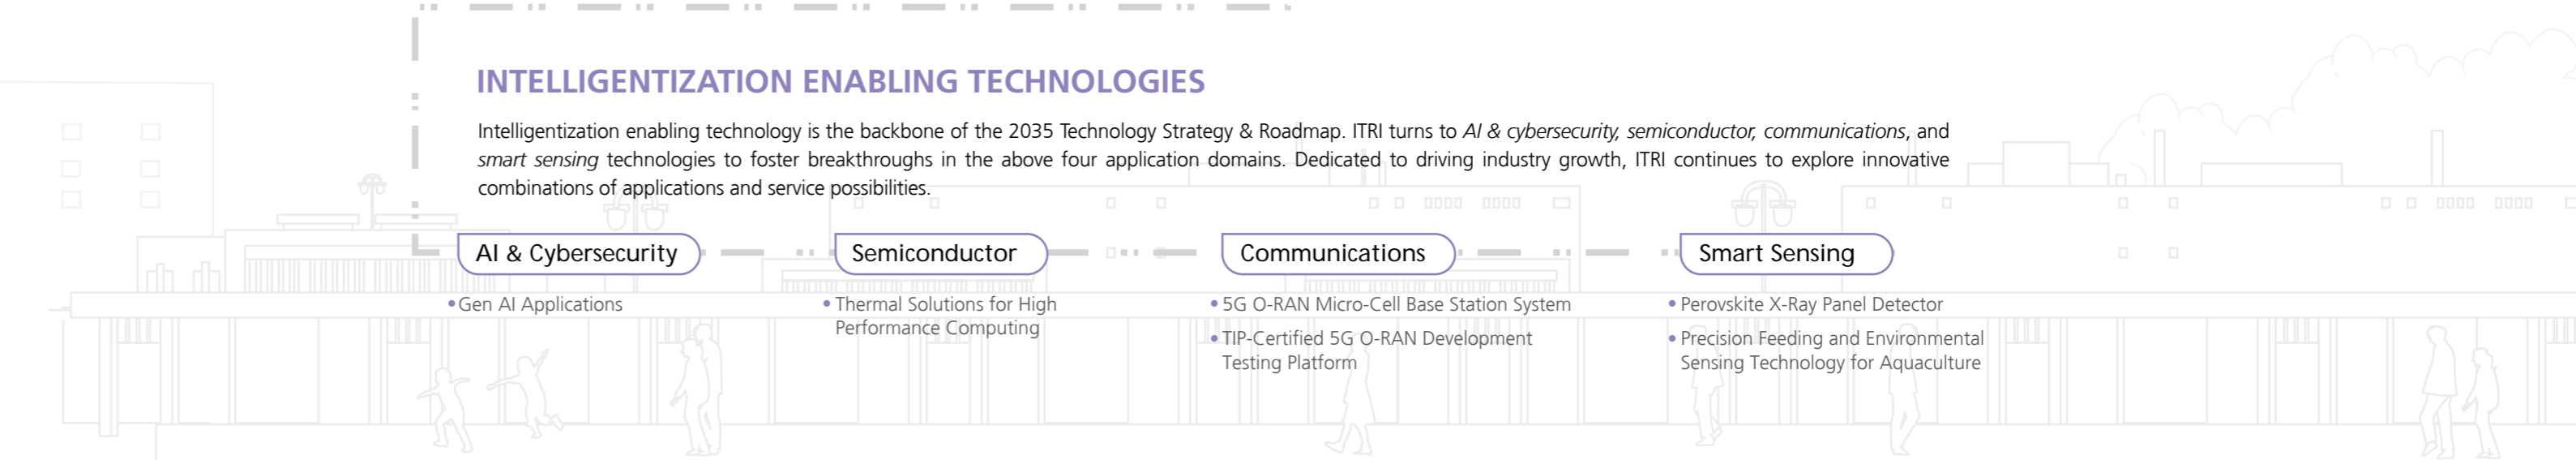 INTELLIGENTIZATION ENABLING TECHNOLOGIES
Intelligentization enabling technology is the backbone of the 2035 Technology Strategy & Roadmap. ITRI turns to AI & cybersecurity, semiconductor, communications, and
smart sensing technologies to foster breakthroughs in the above four application domains. Dedicated to driving industry growth, ITRI continues to explore innovative
combinations of applications and service possibilities.
AI & Cybersecurity
• Gen AI Applications
Semiconductor
• Thermal Solutions for High
Performance Computing
Communications
• 5G O-RAN Micro-Cell Base Station System
• TIP-Certified 5G O-RAN Development
Testing Platform
Smart Sensing
• Perovskite X-Ray Panel Detector
• Precision Feeding and Environmental
Sensing Technology for Aquaculture